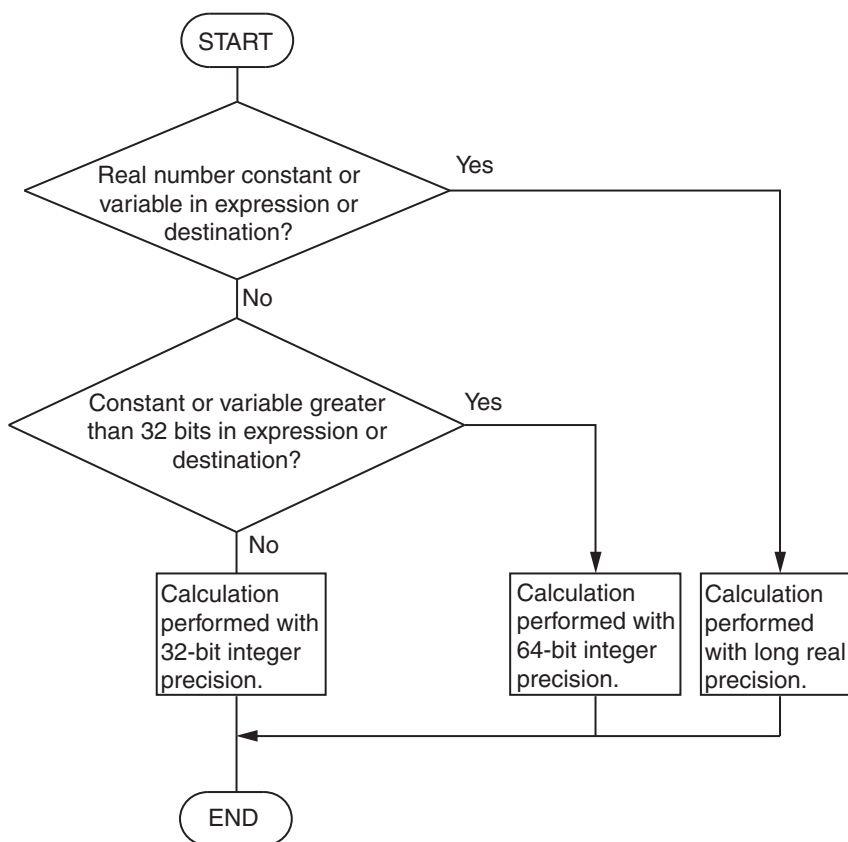 START
Real number constant or
variable in expression or
destination?
Yes
No
Constant or variable greater
than 32 bits in expression or
destination?
Yes
No
Calculation
performed with
32-bit integer
precision.
Calculation
performed with
64-bit integer
precision.
Calculation
performed
with long real
precision.
END